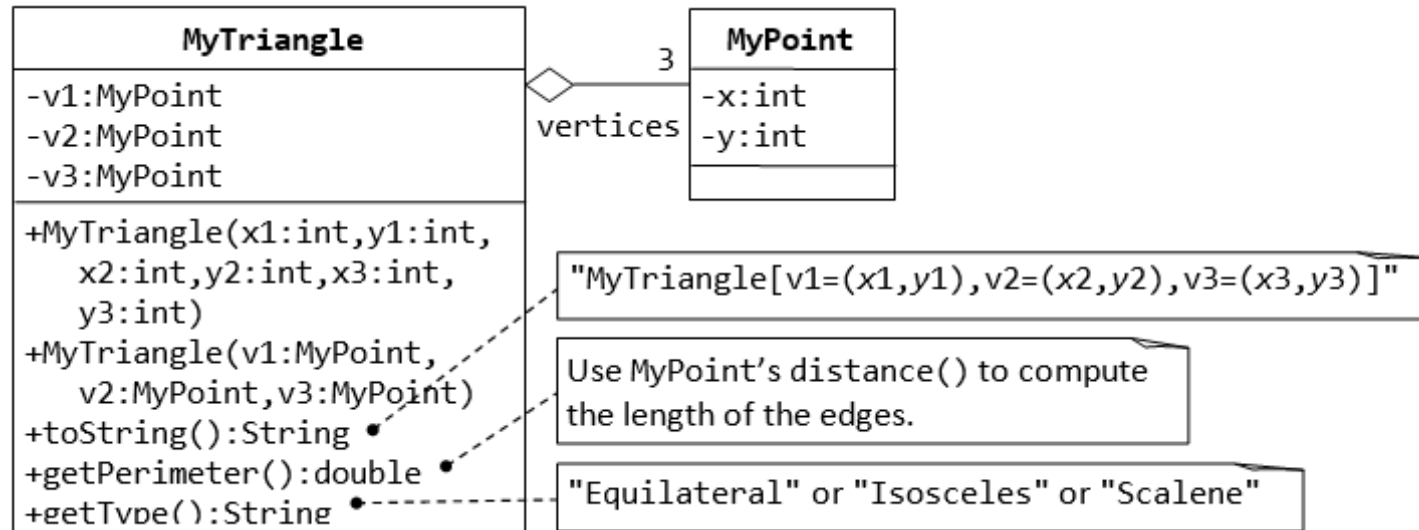 MyTriangle
-v1:MyPoint
-v2:MyPoint
-v3:MyPoint
+MyTriangle(x1:int,y1:int,
x2:int,y2:int,x3:int,
y3:int)
+MyTriangle(v1:MyPoint,
v2:MyPoint,v3:MyPoint)
+toString():String
+getPerimeter():double
+getType():String
3
vertices
MyPoint
-x:int
-y:int
"MyTriangle[v1=(x1,y1),v2=(x2,y2),v3=(x3,y3)]"
Use MyPoint’s distance() to compute
the length of the edges.
"Equilateral" or "Isosceles" or "Scalene"